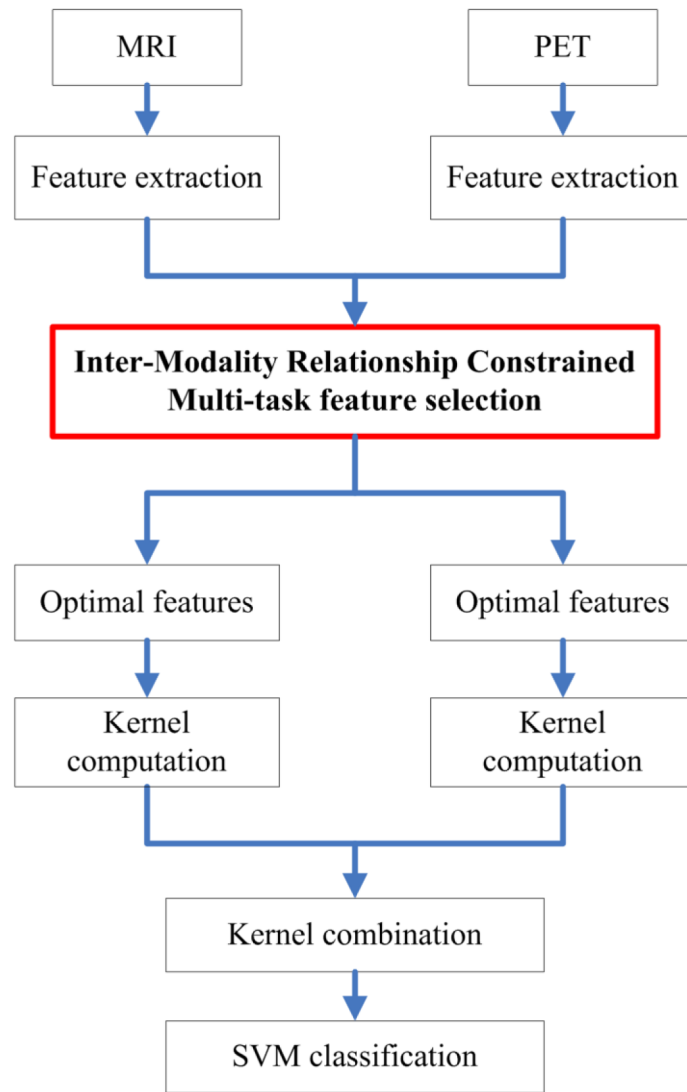 MRI
PET
Feature extraction
Feature extraction
Inter-Modality Relationship Constrained
Multi-task feature selection
Optimal features
Optimal features
Kernel
computation
Kernel
computation
Kernel combination
SVM classification